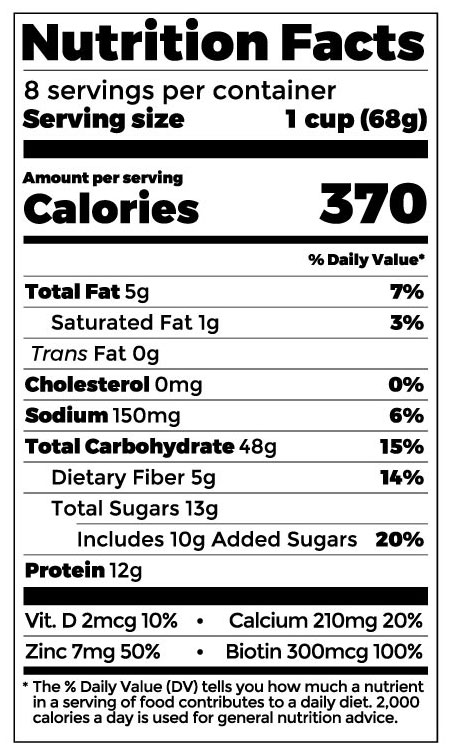 Nutrition Facts
8 servings per container
Serving size 1 cup (68g)
Amount per serving
Calories 370
% Daily Value*
Total Fat 5g 7%
Saturated Fat 1g 3%
Trans Fat 0g
Cholesterol 0mg 0%
Sodium 150mg 6%
Total Carbohydrate 48g 15%
Dietary Fiber 5g 14%
Total Sugars 13g
Includes 10g Added Sugars 20%
Protein 12g
Vit. D 2mcg 10% • Calcium 210mg 20%
Zinc 7mg 50% • Biotin 300mcg 100%
* The % Daily Value (DV) tells you how much a nutrient
in a serving of food contributes to a daily diet. 2,000
calories a day is used for general nutrition advice.